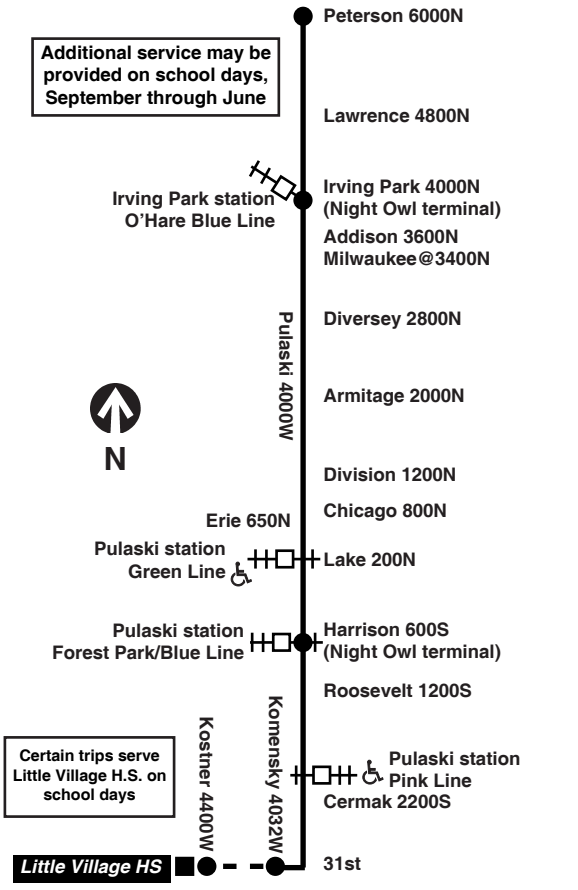 Peterson 6000N
Additional service may be
provided on school days,
September through June
Lawrence 4800N
Irving Park station
O'Hare Blue Line
Irving Park 4000N
(Night Owl terminal)
Addison 3600N
Milwaukee@3400N
Diversey 2800N
Pulaski 4000W
Armitage 2000N
N
Division 1200N
Chicago 800N
Erie 650N
Pulaski station
Green Line
Lake 200N
Pulaski station
Forest Park/Blue Line
Harrison 600S
(Night Owl terminal)
Roosevelt 1200S
Kostner 4400W
Komensky 4032W
Certain trips serve
Little Village H.S. on
school days
Pulaski station
Pink Line
Cermak 2200S
Little Village HS
31st